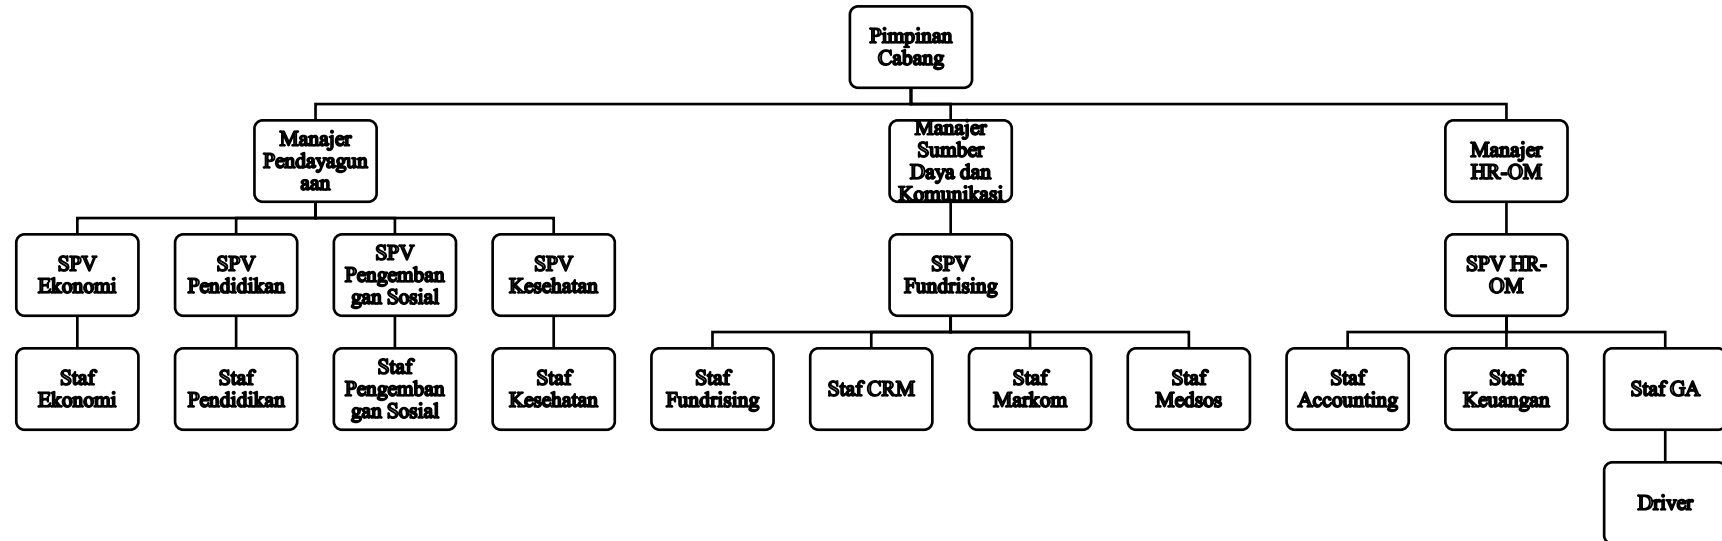 Pimpinan
Cabang
Manajer
Pendayagun
aan
Manajer
Sumber
Daya dan
Komunikasi
Manajer
HR-OM
SPV
Ekonomi
SPV
Pendidikan
SPV
Pengemban
gan Sosial
SPV
Kesehatan
SPV
Fundrising
SPV HR-
OM
Staf
Ekonomi
Staf
Pendidikan
Staf
Pengemban
gan Sosial
Staf
Kesehatan
Staf
Fundrising
Staf CRM
Staf
Markom
Staf
Medsos
Staf
Accounting
Staf
Keuangan
Staf GA
Driver